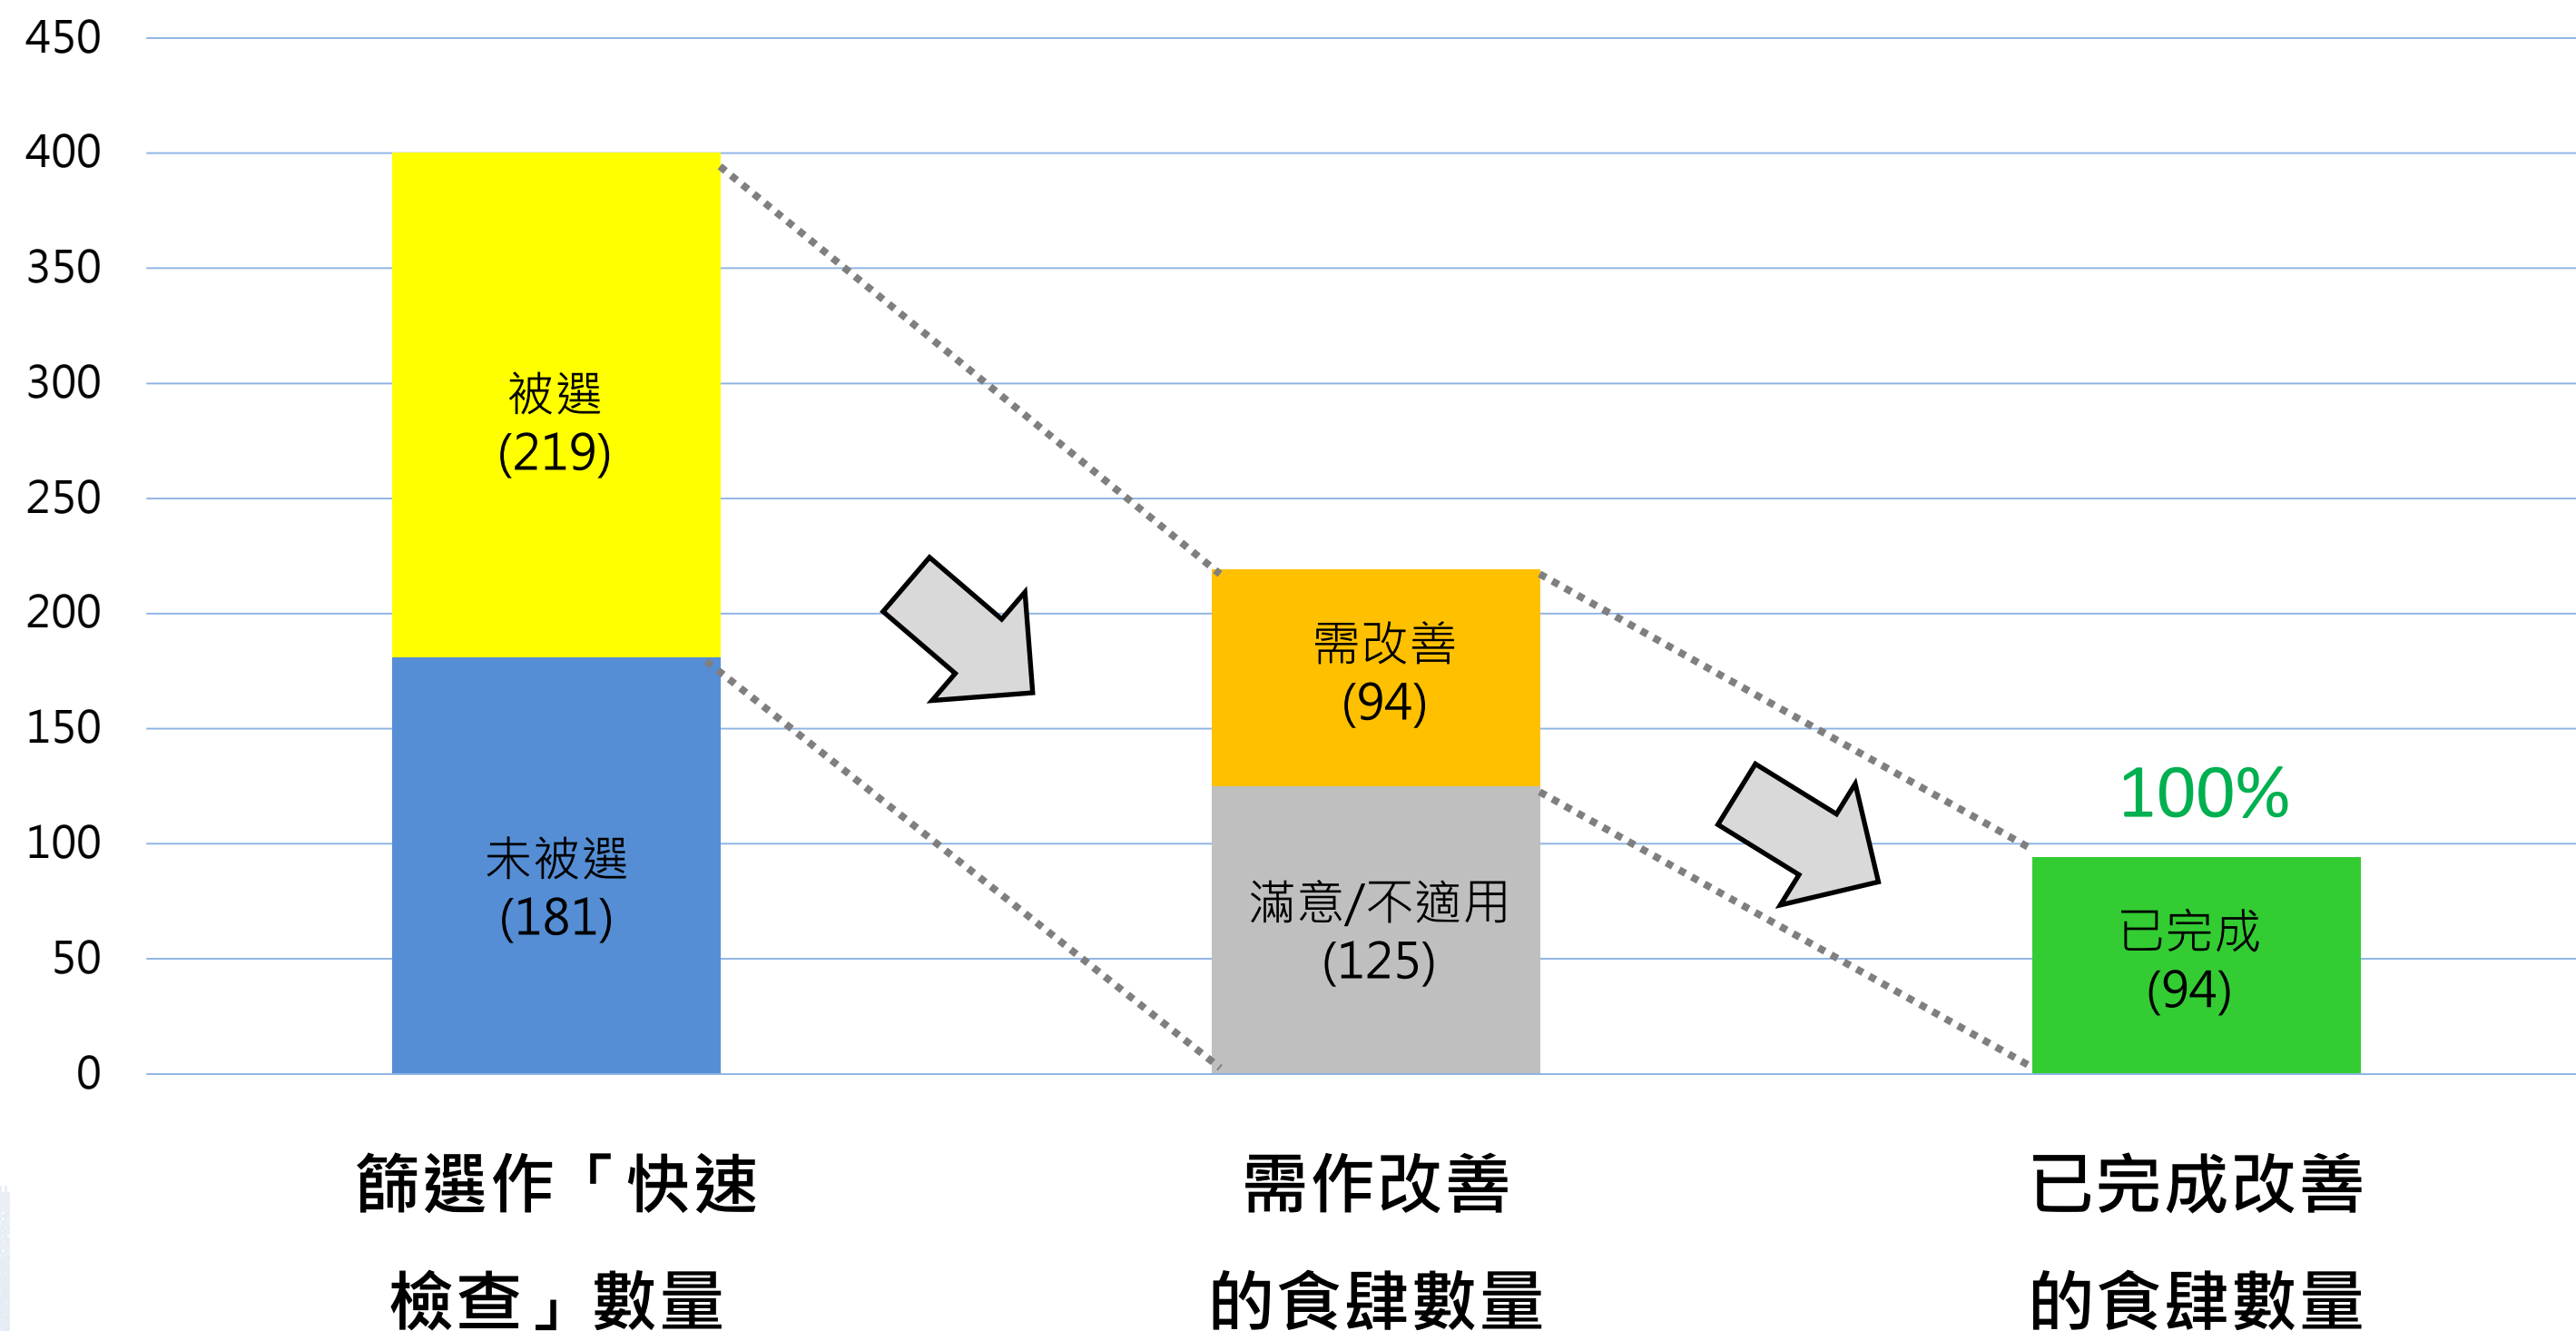 450
400
350
300
250
200
150
100
50
0
被選
(219)
未被選
(181)
需改善
(94)
滿意/不適用
(125)
100%
已完成
(94)
篩選作「快速
檢查」數量
需作改善
的食肆數量
已完成改善
的食肆數量